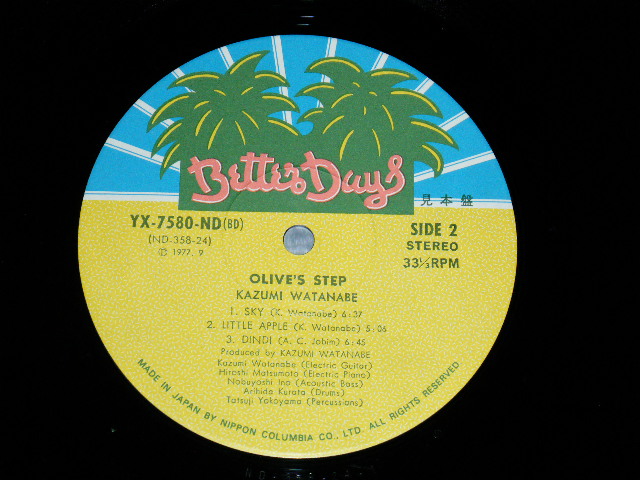 Better Days
見本盤
YX-7580-ND(BD)
(ND-358-24)
Ⓟ 1977. 9
SIDE 2
STEREO
33⅓RPM
OLIVE'S STEP
KAZUMI WATANABE
1. SKY (K. Watanabe) 6:37
2. LITTLE APPLE (K. Watanabe) 5:06
3. DINDI (A. C. Jobim) 6:45
Produced by KAZUMI WATANABE
Kazumi Watanabe (Electric Guitar)
Hiroshi Matsumoto (Electric Piano)
Nobuyoshi Ino (Acoustic Bass)
Arihide Kurata (Drums)
Tatsuji Yokoyama (Percussions)
MADE IN JAPAN BY NIPPON COLUMBIA CO., LTD. ALL RIGHTS RESERVED